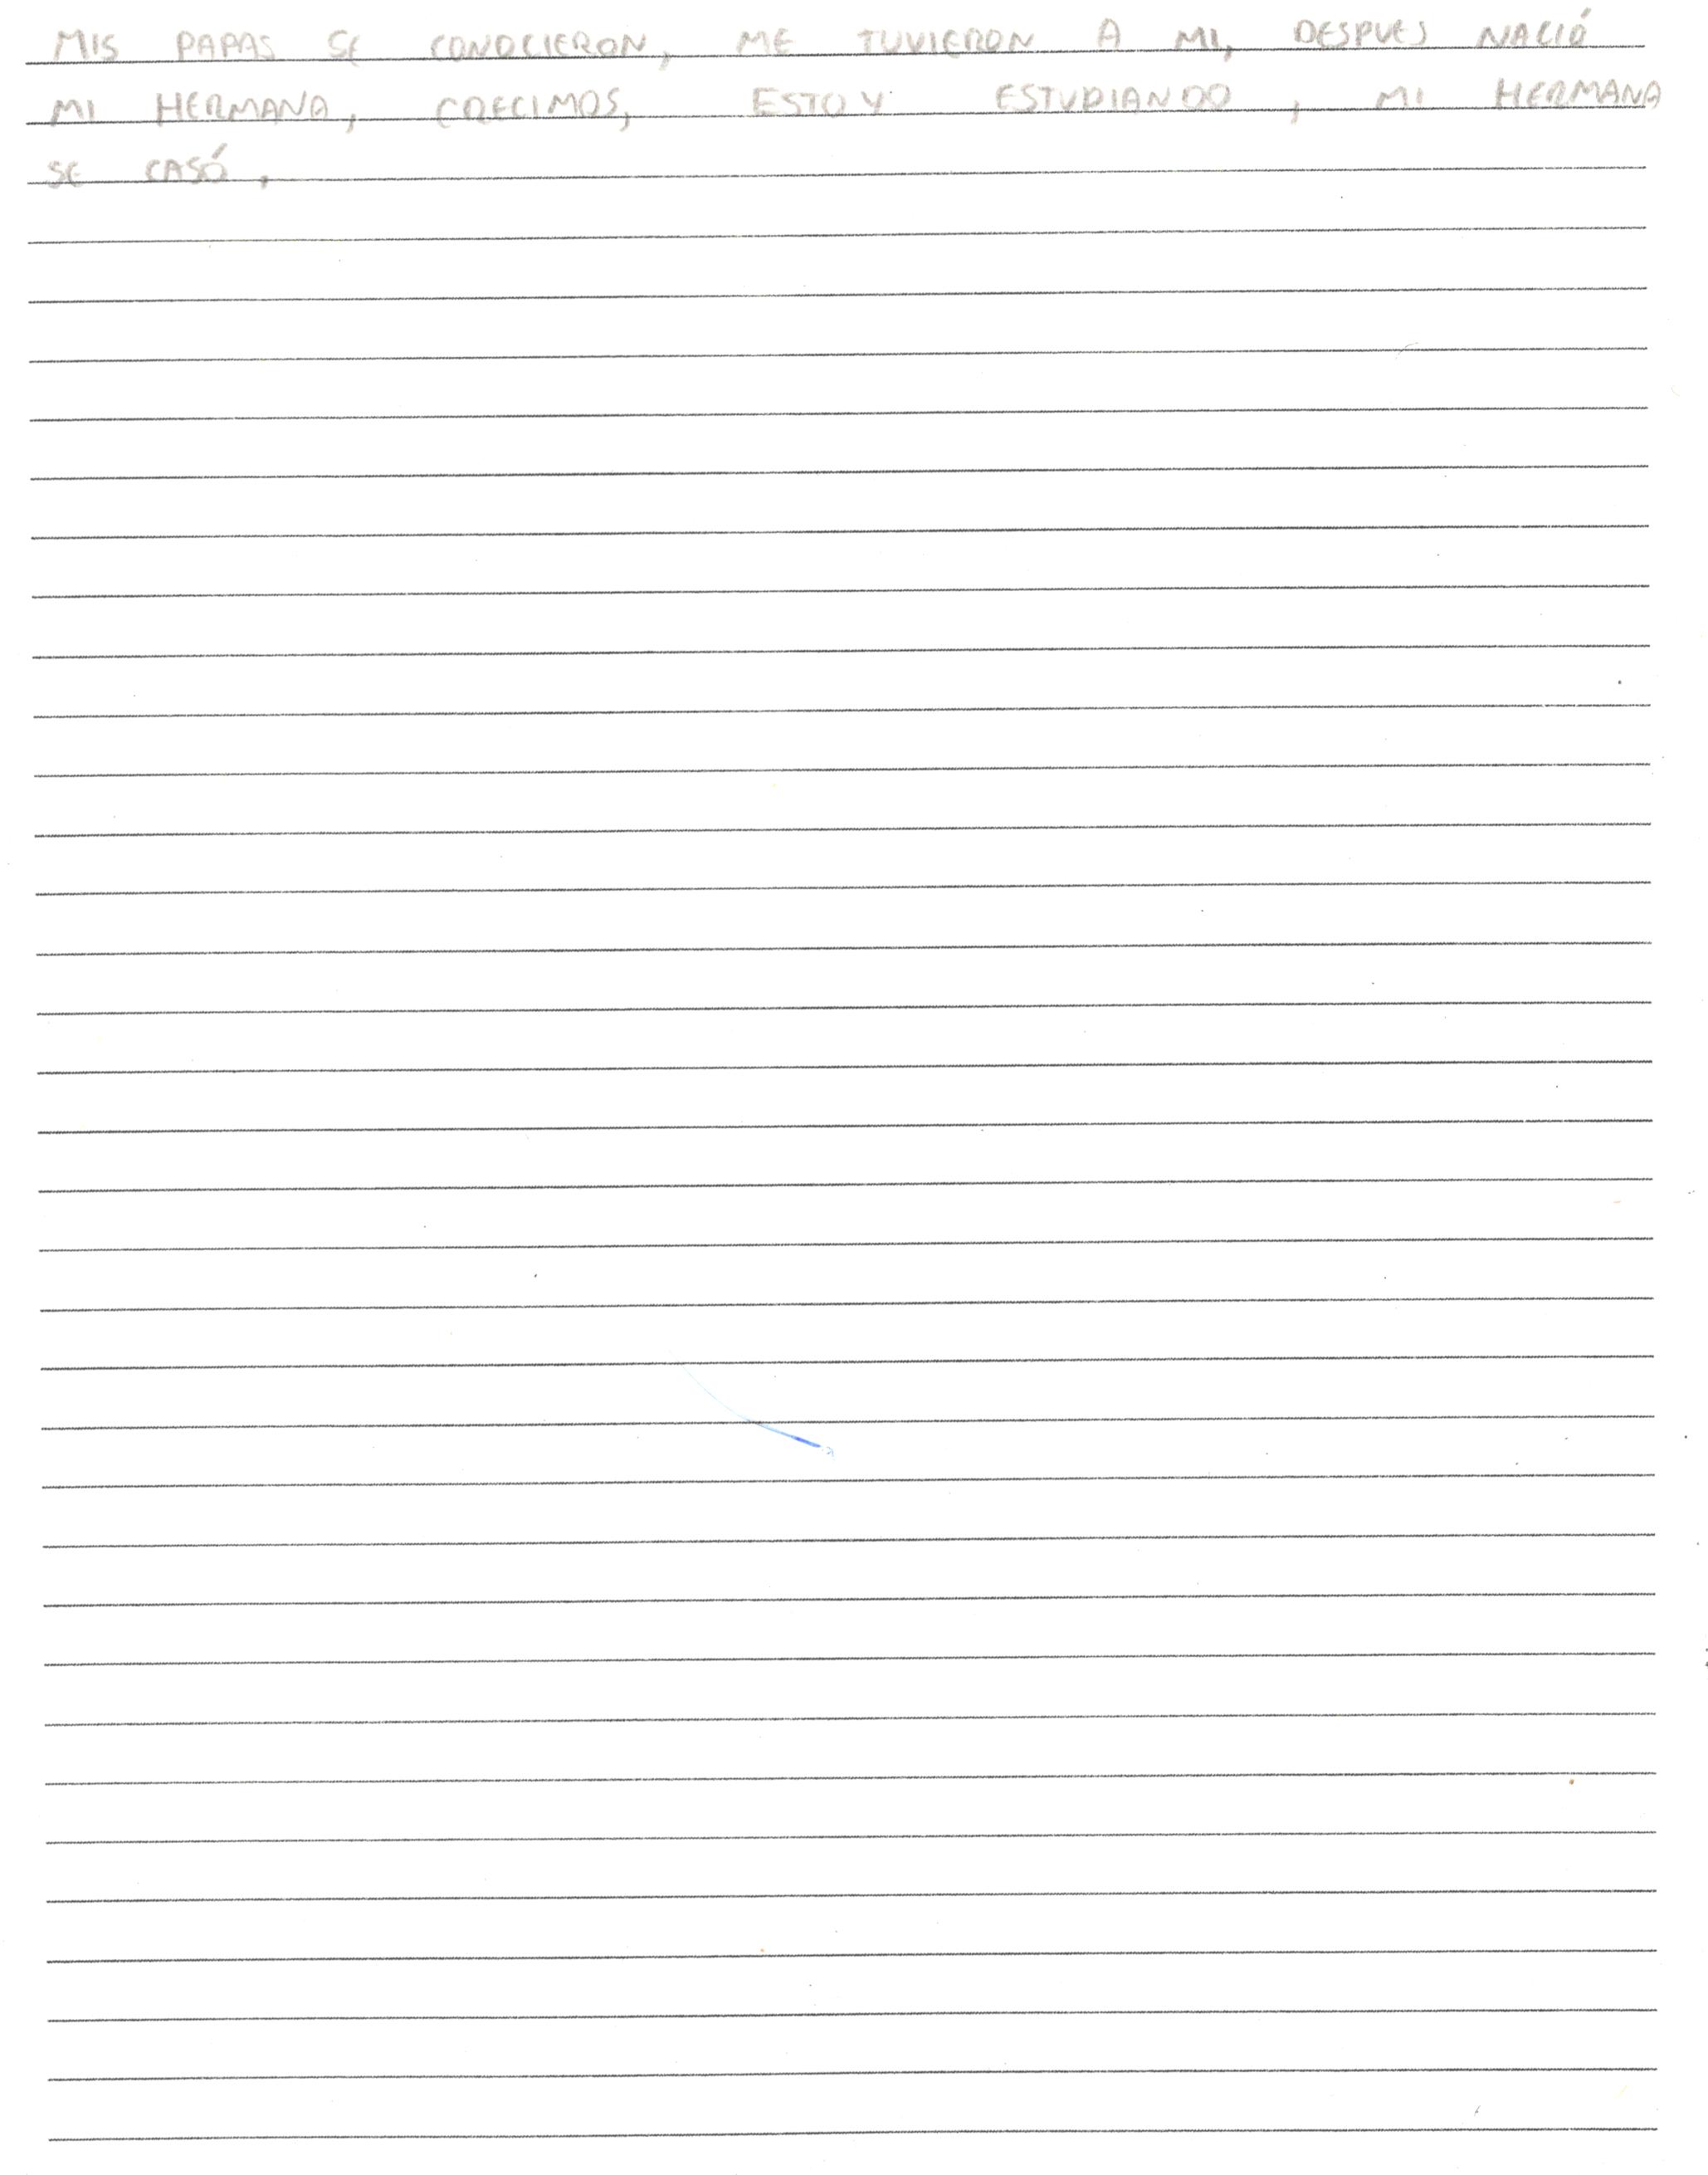 MIS PAPAS SE CONOCIERON, ME TUVIERON A MI, DESPUES NACIÓ
MI HERMANA, CRECIMOS, ESTOY ESTUDIANDO, MI HERMANA
SE CASÓ,